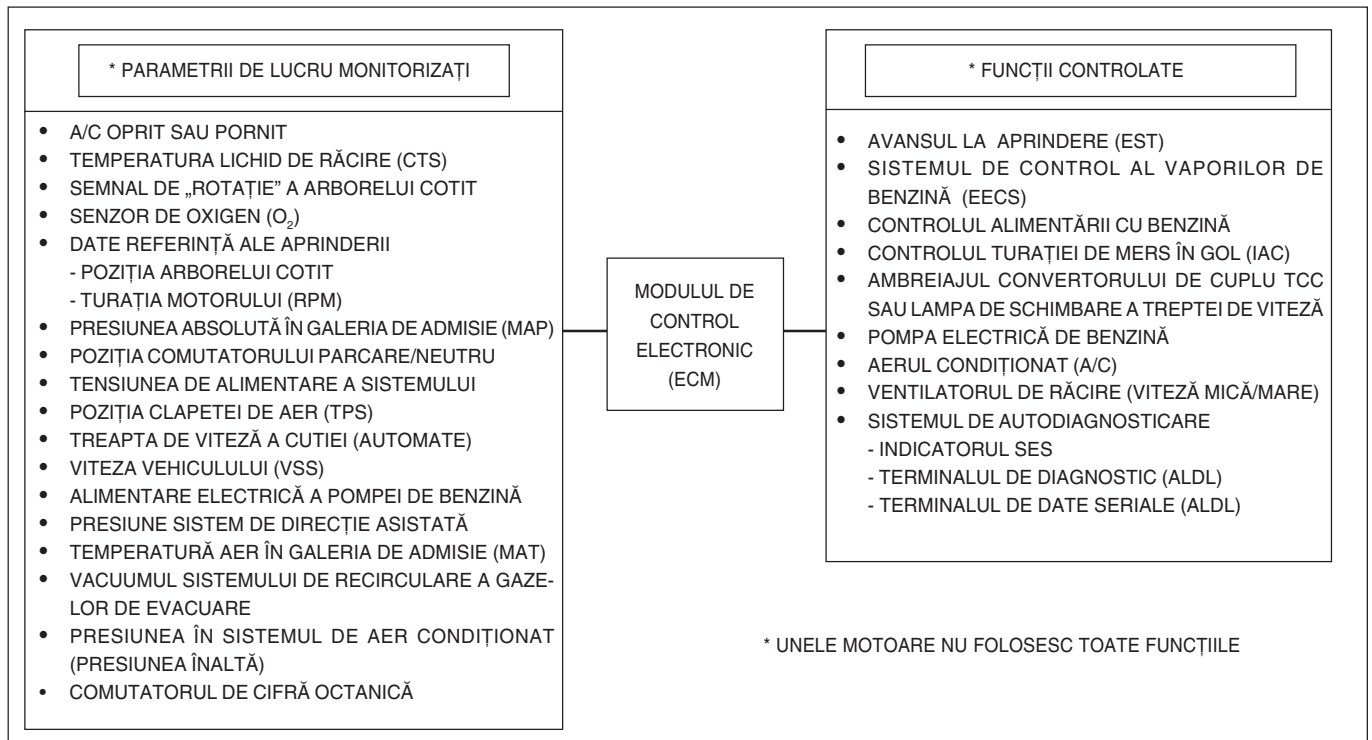 * PARAMETRII DE LUCRU MONITORIZAȚI
• A/C OPRIT SAU PORNIT
• TEMPERATURA LICHID DE RĂCIRE (CTS)
• SEMNAL DE „ROTAȚIE” A ARBORELUI COTIT
• SENZOR DE OXIGEN (O₂)
• DATE REFERINȚĂ ALE APRINDERII
- POZIȚIA ARBORELUI COTIT
- TURAȚIA MOTORULUI (RPM)
• PRESIUNEA ABSOLUTĂ ÎN GALERIA DE ADMISIE (MAP)
• POZIȚIA COMUTATORULUI PARCARE/NEUTRU
• TENSIUNEA DE ALIMENTARE A SISTEMULUI
• POZIȚIA CLAPETEI DE AER (TPS)
• TREAPTA DE VITEZĂ A CUTIEI (AUTOMATE)
• VITEZA VEHICULULUI (VSS)
• ALIMENTARE ELECTRICĂ A POMPEI DE BENZINĂ
• PRESIUNE SISTEM DE DIRECȚIE ASISTATĂ
• TEMPERATURĂ AER ÎN GALERIA DE ADMISIE (MAT)
• VACUUMUL SISTEMULUI DE RECIRCULARE A GAZE-
LOR DE EVACUARE
• PRESIUNEA ÎN SISTEMUL DE AER CONDIȚIONAT
(PRESIUNEA ÎNALTĂ)
• COMUTATORUL DE CIFRĂ OCTANICĂ
MODULUL DE
CONTROL
ELECTRONIC
(ECM)
* FUNCȚII CONTROLATE
• AVANSUL LA APRINDERE (EST)
• SISTEMUL DE CONTROL AL VAPORILOR DE
BENZINĂ (EECS)
• CONTROLUL ALIMENTĂRII CU BENZINĂ
• CONTROLUL TURAȚIEI DE MERS ÎN GOL (IAC)
• AMBREIAJUL CONVERTORULUI DE CUPLU TCC
SAU LAMPA DE SCHIMBARE A TREPTEI DE VITEZĂ
• POMPA ELECTRICĂ DE BENZINĂ
• AERUL CONDIȚIONAT (A/C)
• VENTILATORUL DE RĂCIRE (VITEZĂ MICĂ/MARE)
• SISTEMUL DE AUTODIAGNOSTICARE
- INDICATORUL SES
- TERMINALUL DE DIAGNOSTIC (ALDL)
- TERMINALUL DE DATE SERIALE (ALDL)
* UNELE MOTOARE NU FOLOSESC TOATE FUNCȚIILE